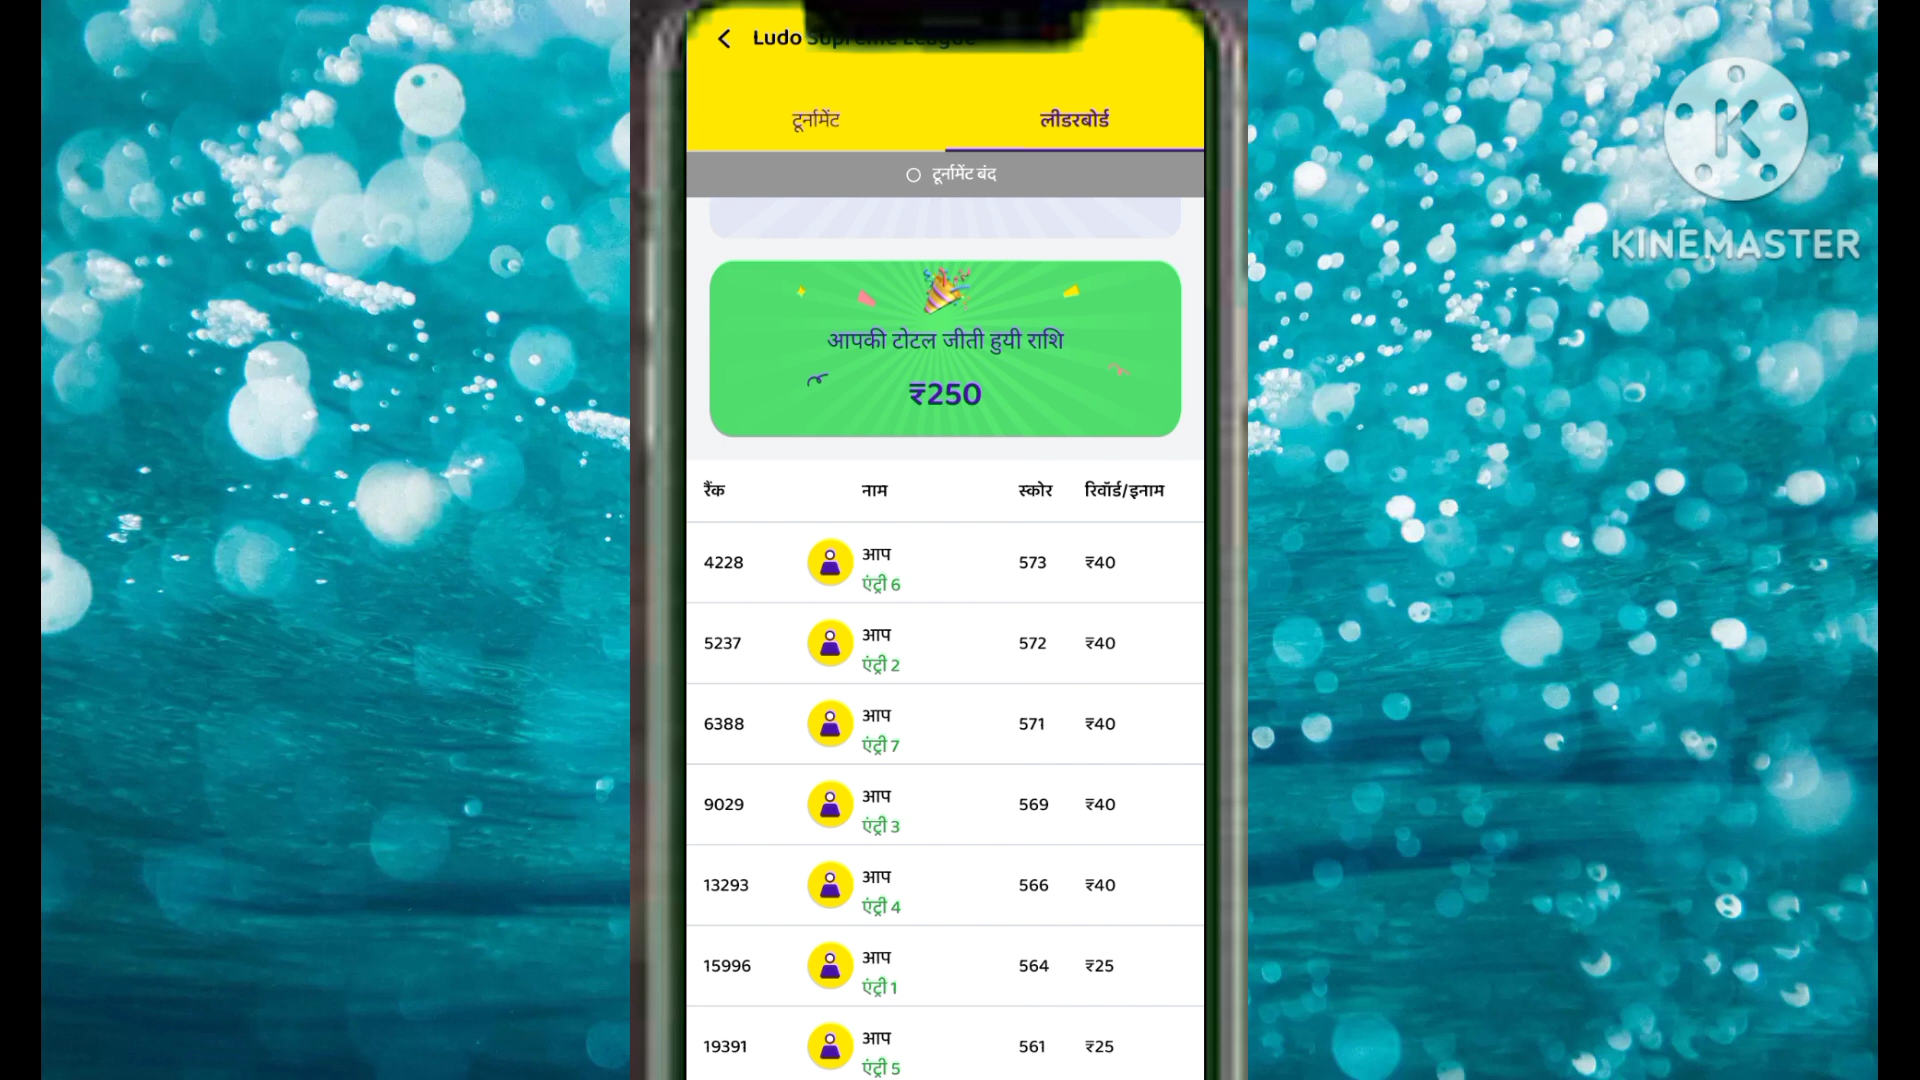 Ludo Supreme League
टूर्नामेंट
लीडरबोर्ड
टूर्नामेंट बंद
आपकी टोटल जीती हुयी राशि
₹250
रैंक नाम स्कोर रिवॉर्ड/इनाम
4228 आप 573 ₹40
एंट्री 6
5237 आप 572 ₹40
एंट्री 2
6388 आप 571 ₹40
एंट्री 7
9029 आप 569 ₹40
एंट्री 3
13293 आप 566 ₹40
एंट्री 4
15996 आप 564 ₹25
एंट्री 1
19391 आप 561 ₹25
एंट्री 5
K
KINEMASTER